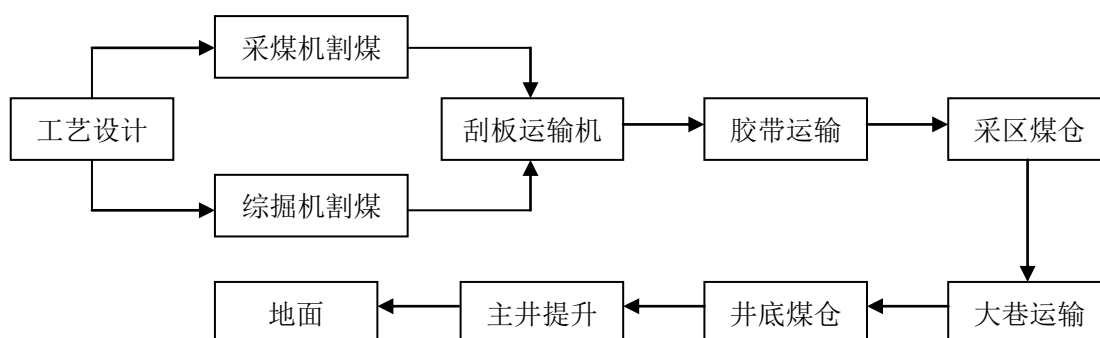 采煤机割煤
工艺设计
刮板运输机
胶带运输
采区煤仓
综掘机割煤
地面
主井提升
井底煤仓
大巷运输